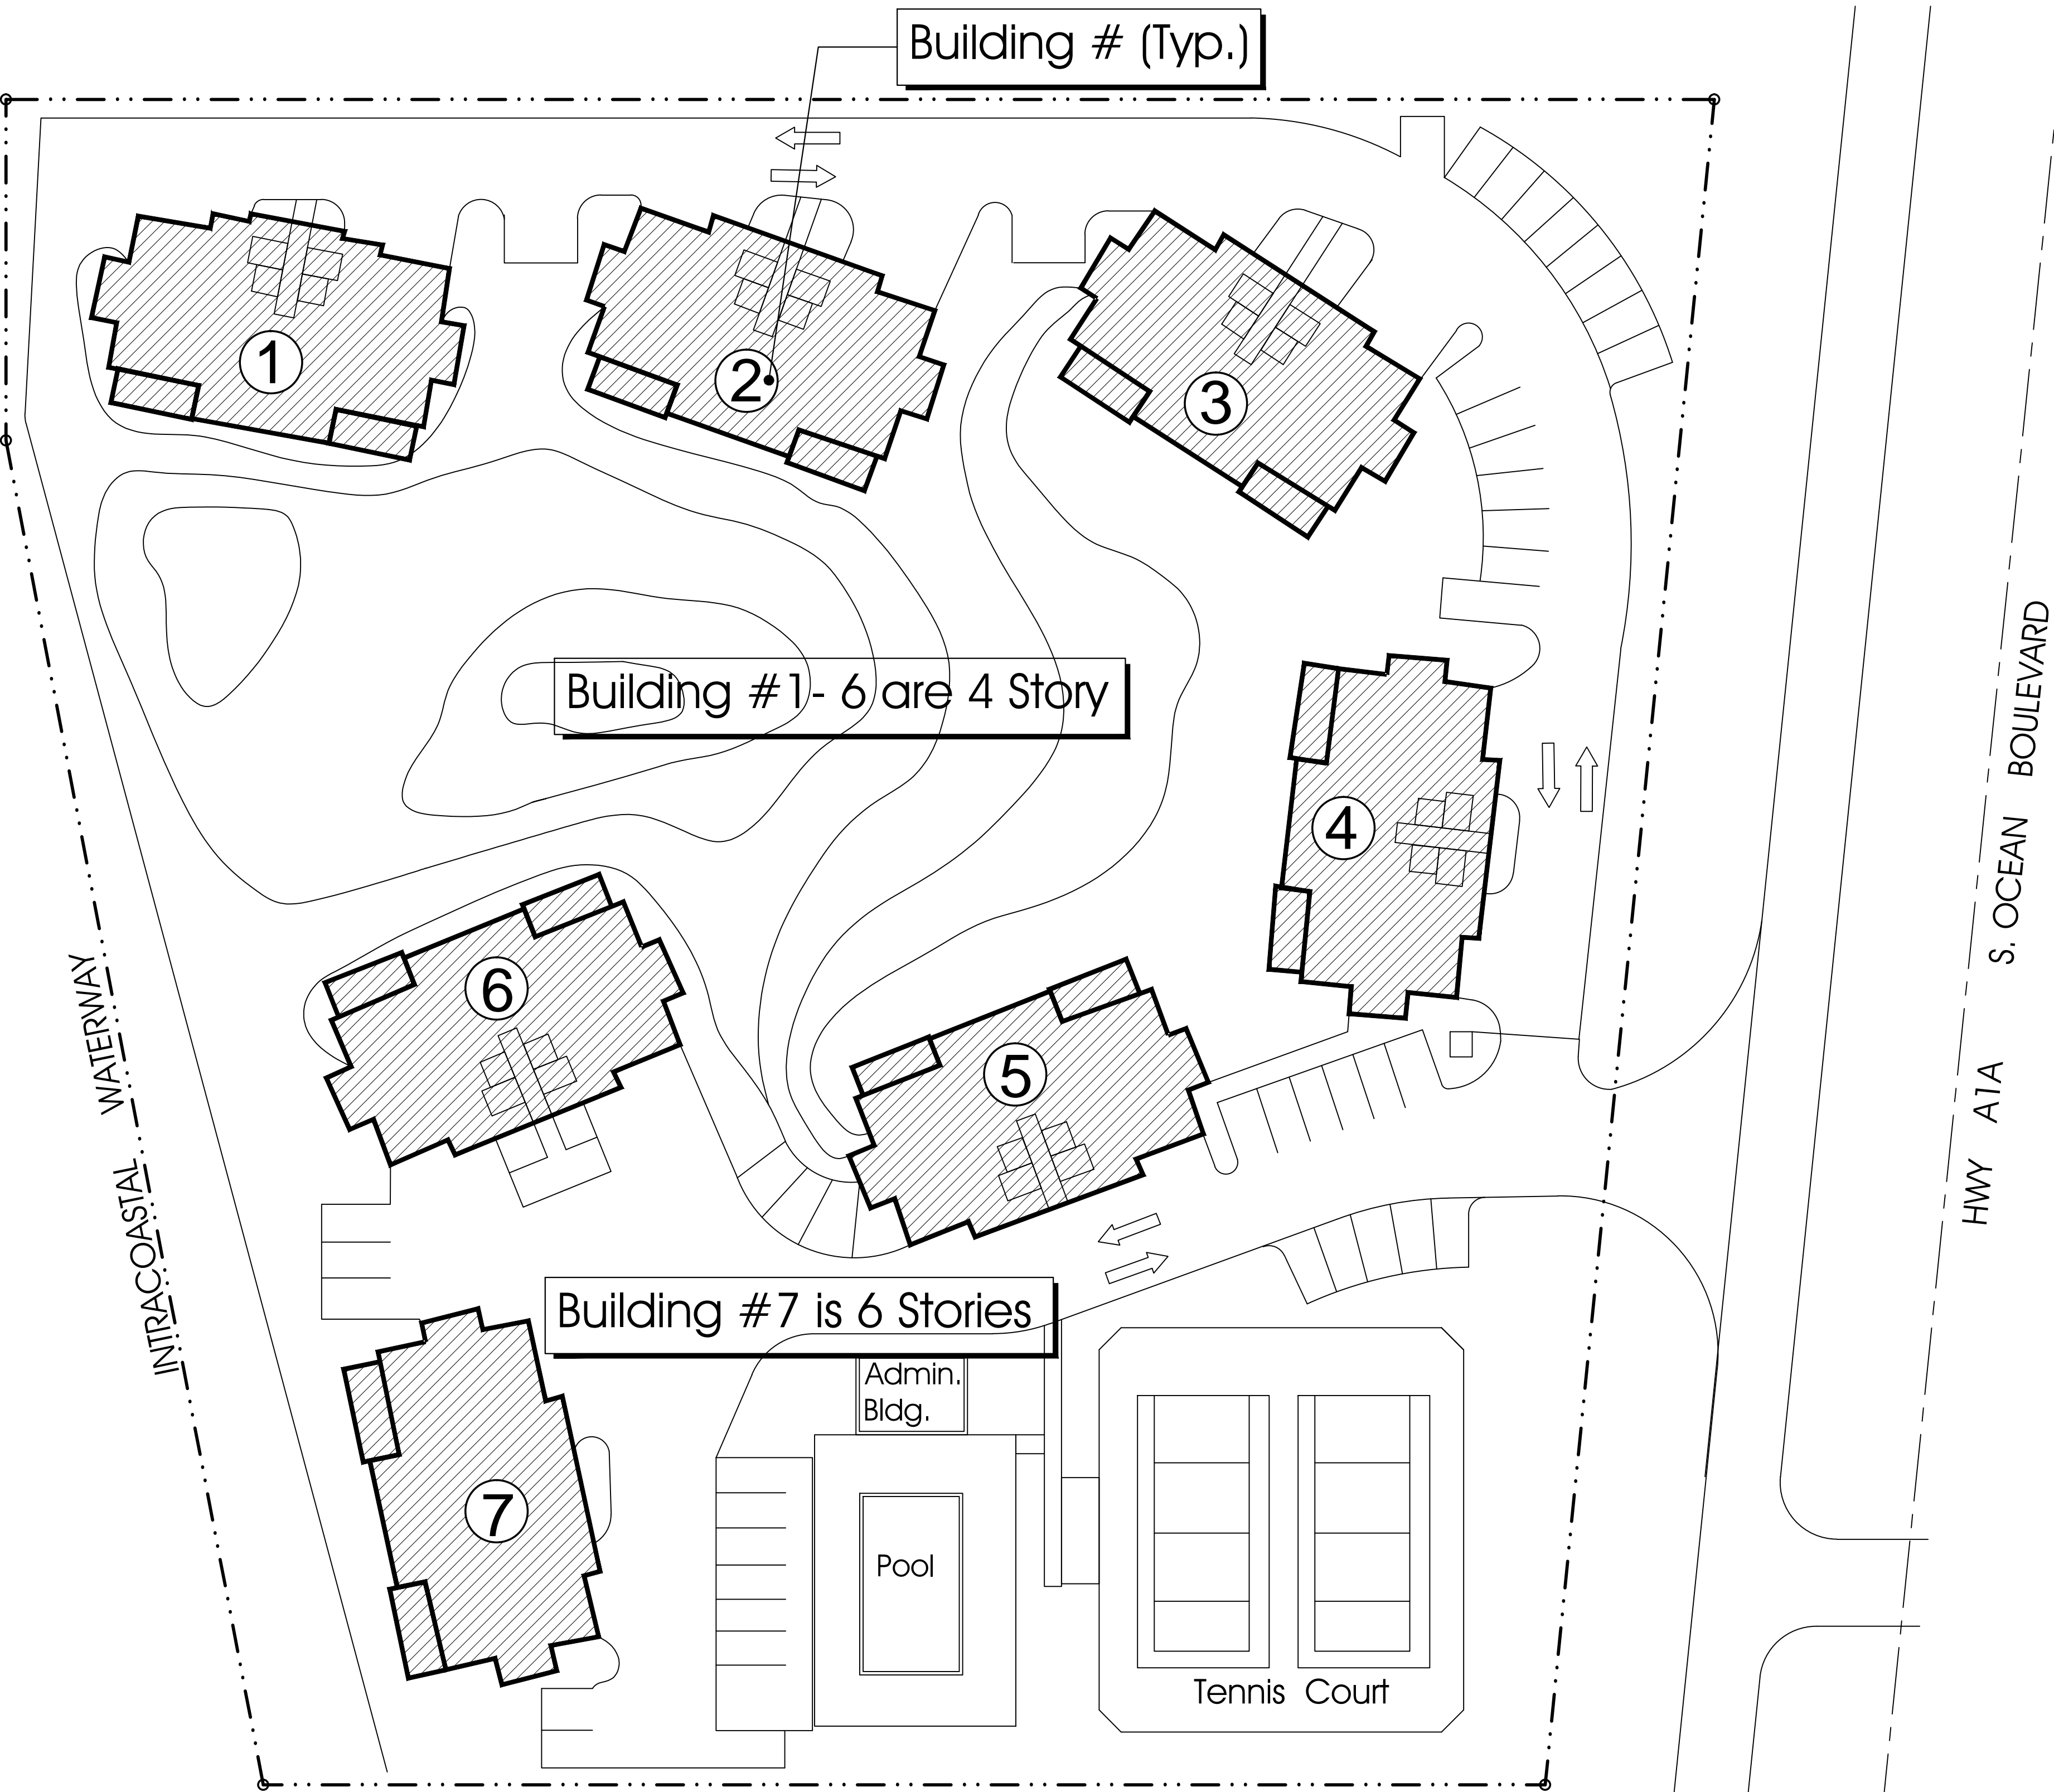 Building # (Typ.)
1
2
3
Building #1- 6 are 4 Story
4
S. OCEAN BOULEVARD
HWY A1A
INTRACOASTAL WATERWAY
6
5
Building #7 is 6 Stories
Admin.
Bldg.
7
Pool
Tennis Court